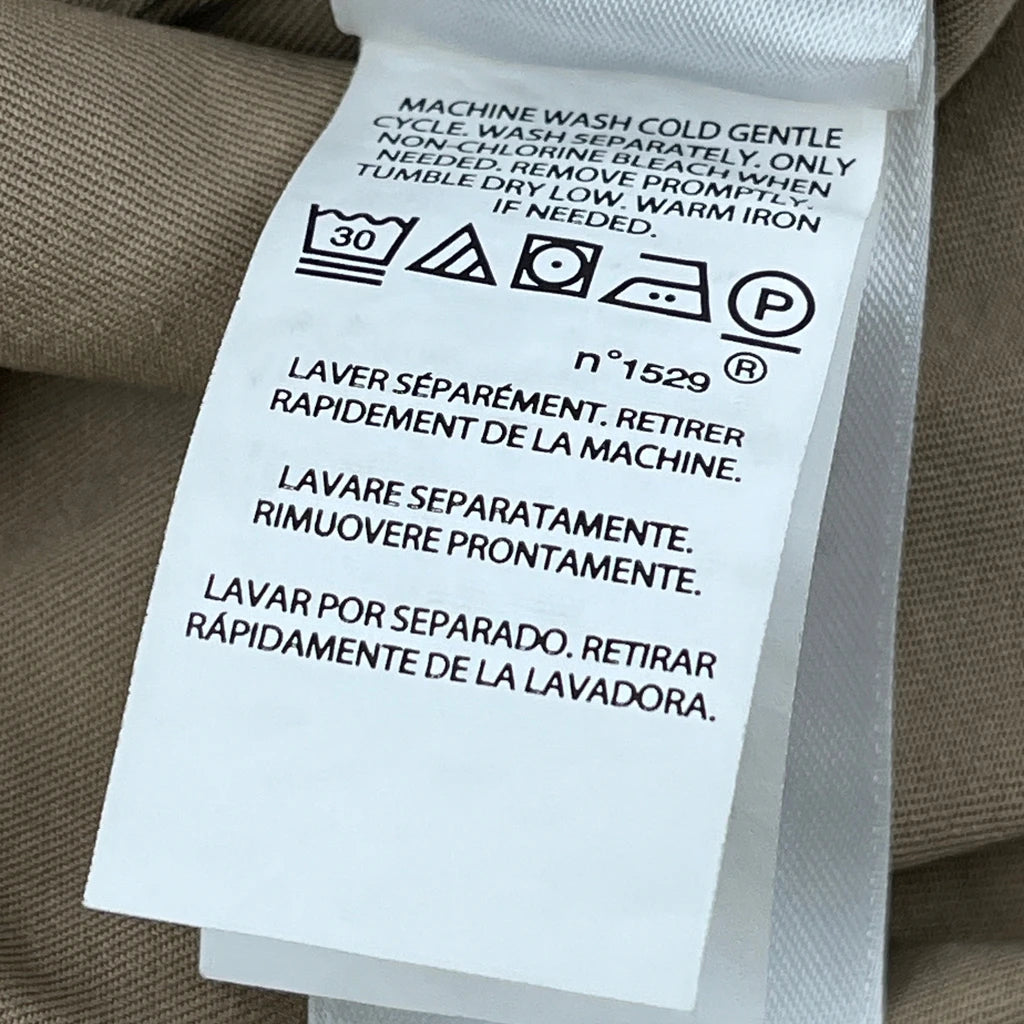 MACHINE WASH COLD GENTLE
CYCLE. WASH SEPARATELY. ONLY
NON-CHLORINE BLEACH WHEN
NEEDED. REMOVE PROMPTLY.
TUMBLE DRY LOW. WARM IRON
IF NEEDED.
30 P
n°1529 ®
LAVER SÉPARÉMENT. RETIRER
RAPIDEMENT DE LA MACHINE.
LAVARE SEPARATAMENTE.
RIMUOVERE PRONTAMENTE.
LAVAR POR SEPARADO. RETIRAR
RÁPIDAMENTE DE LA LAVADORA.